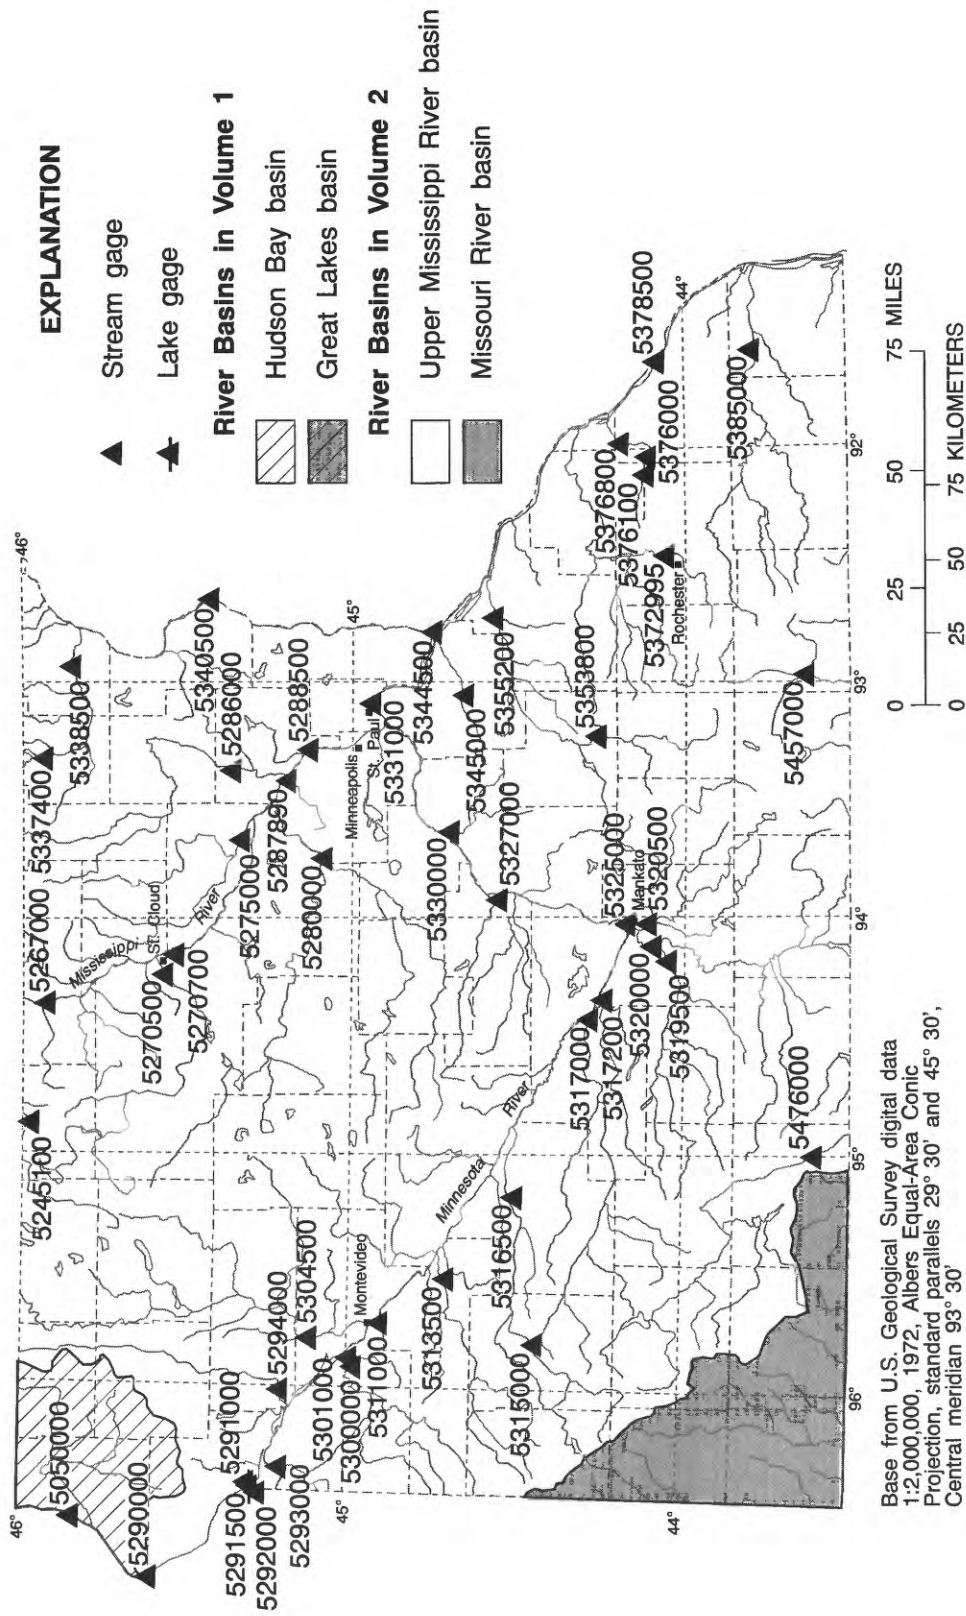 EXPLANATION
Stream gage
Lake gage
River Basins in Volume 1
Hudson Bay basin
Great Lakes basin
River Basins in Volume 2
Upper Mississippi River basin
Missouri River basin
46°
5050000
5290000
5245100
5267000
5337400
46°
5338500
Mississippi
St. Cloud
River
5270500
5270700
5340500
5286000
5275000
5287890
5288500
5280000
5291000
5291500
5292000
5293000
5294000
5304500
5301000
5300000
5311000
Montevideo
45°
45°
Minneapolis
St. Paul
5331000
5344500
5330000
5345000
5327000
5355200
5313500
Minnesota
River
5316500
5315000
5317000
5317200
5320000
5319500
5325000
Mankato
5320500
5353800
5372995
Rochester
5376800
5376100
5376000
5378500
44°
44°
5385000
5476000
5457000
96°
95°
94°
93°
92°
0 25 50 75 MILES
0 25 50 75 KILOMETERS
Base from U.S. Geological Survey digital data
1:2,000,000, 1972, Albers Equal-Area Conic
Projection, standard parallels 29° 30' and 45° 30',
Central meridian 93° 30'